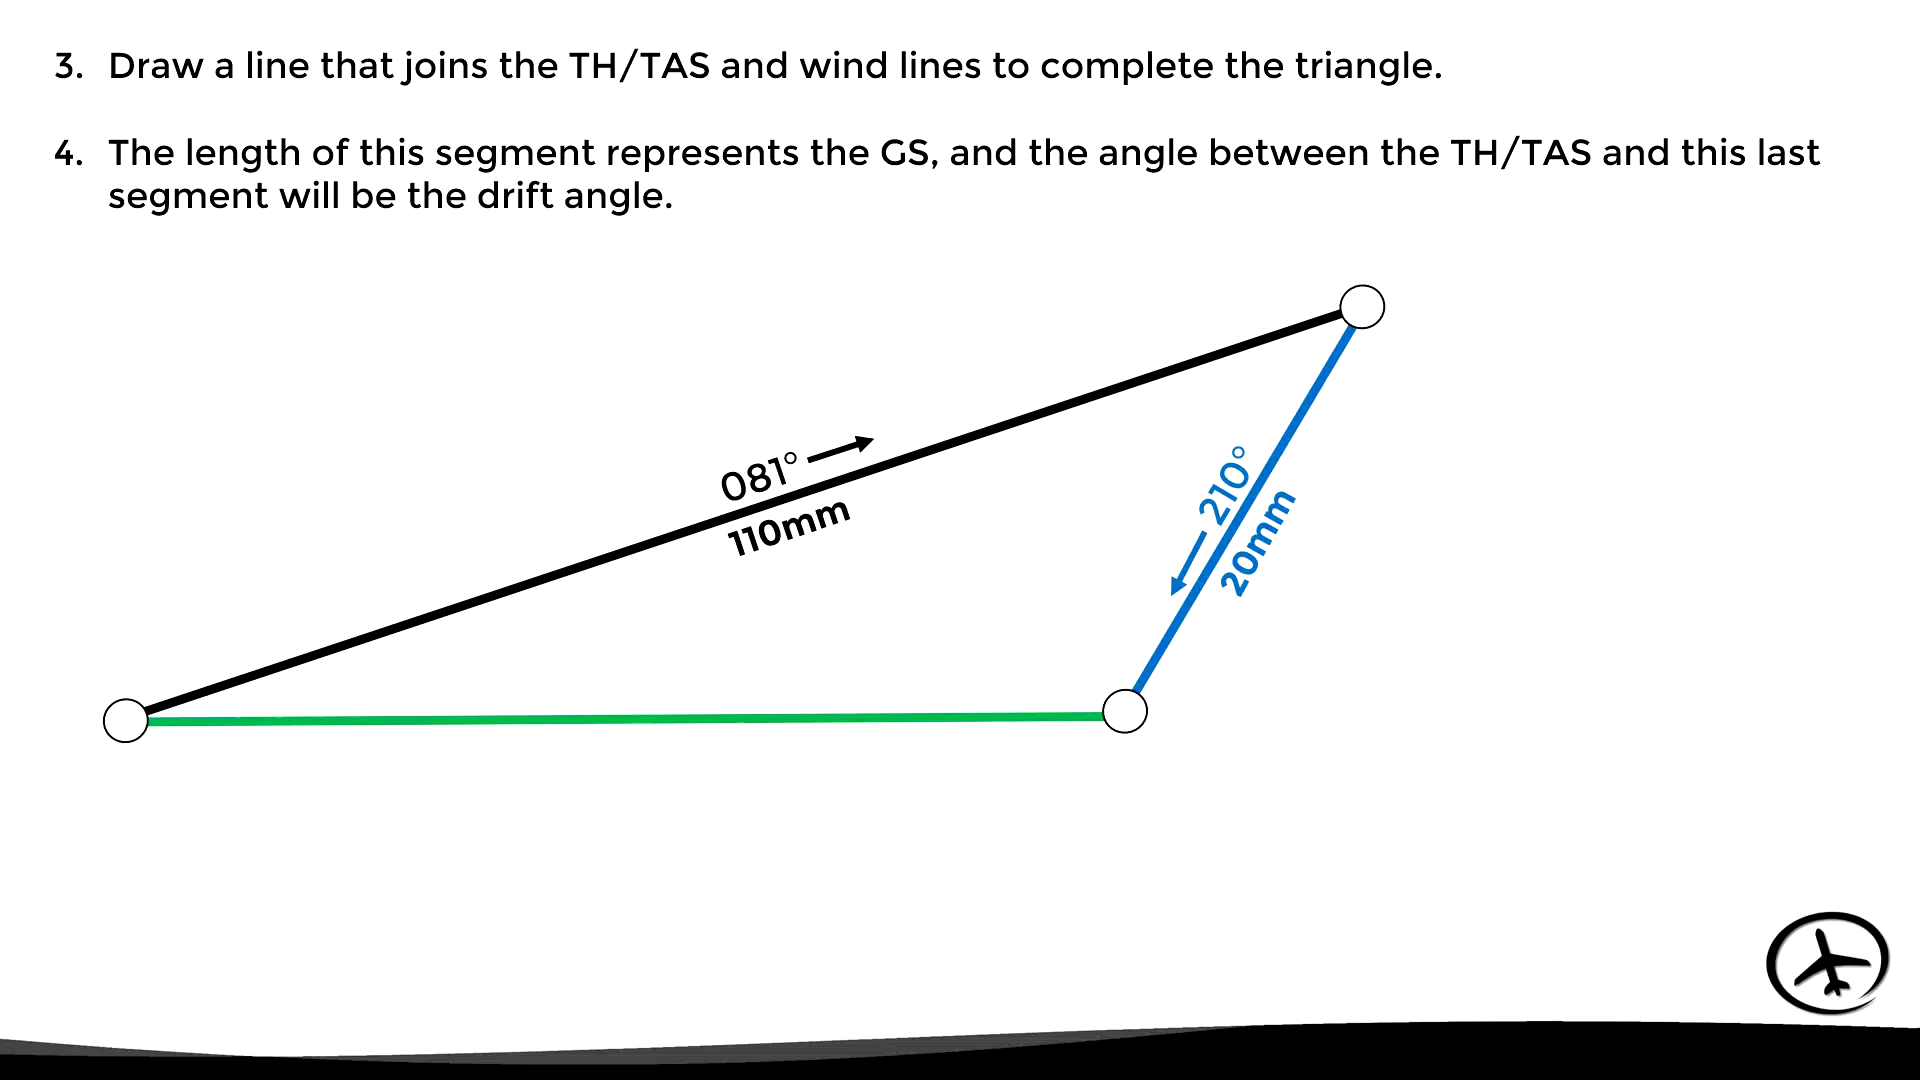 3. Draw a line that joins the TH/TAS and wind lines to complete the triangle.
4. The length of this segment represents the GS, and the angle between the TH/TAS and this last
segment will be the drift angle.
081°
110mm
210°
20mm